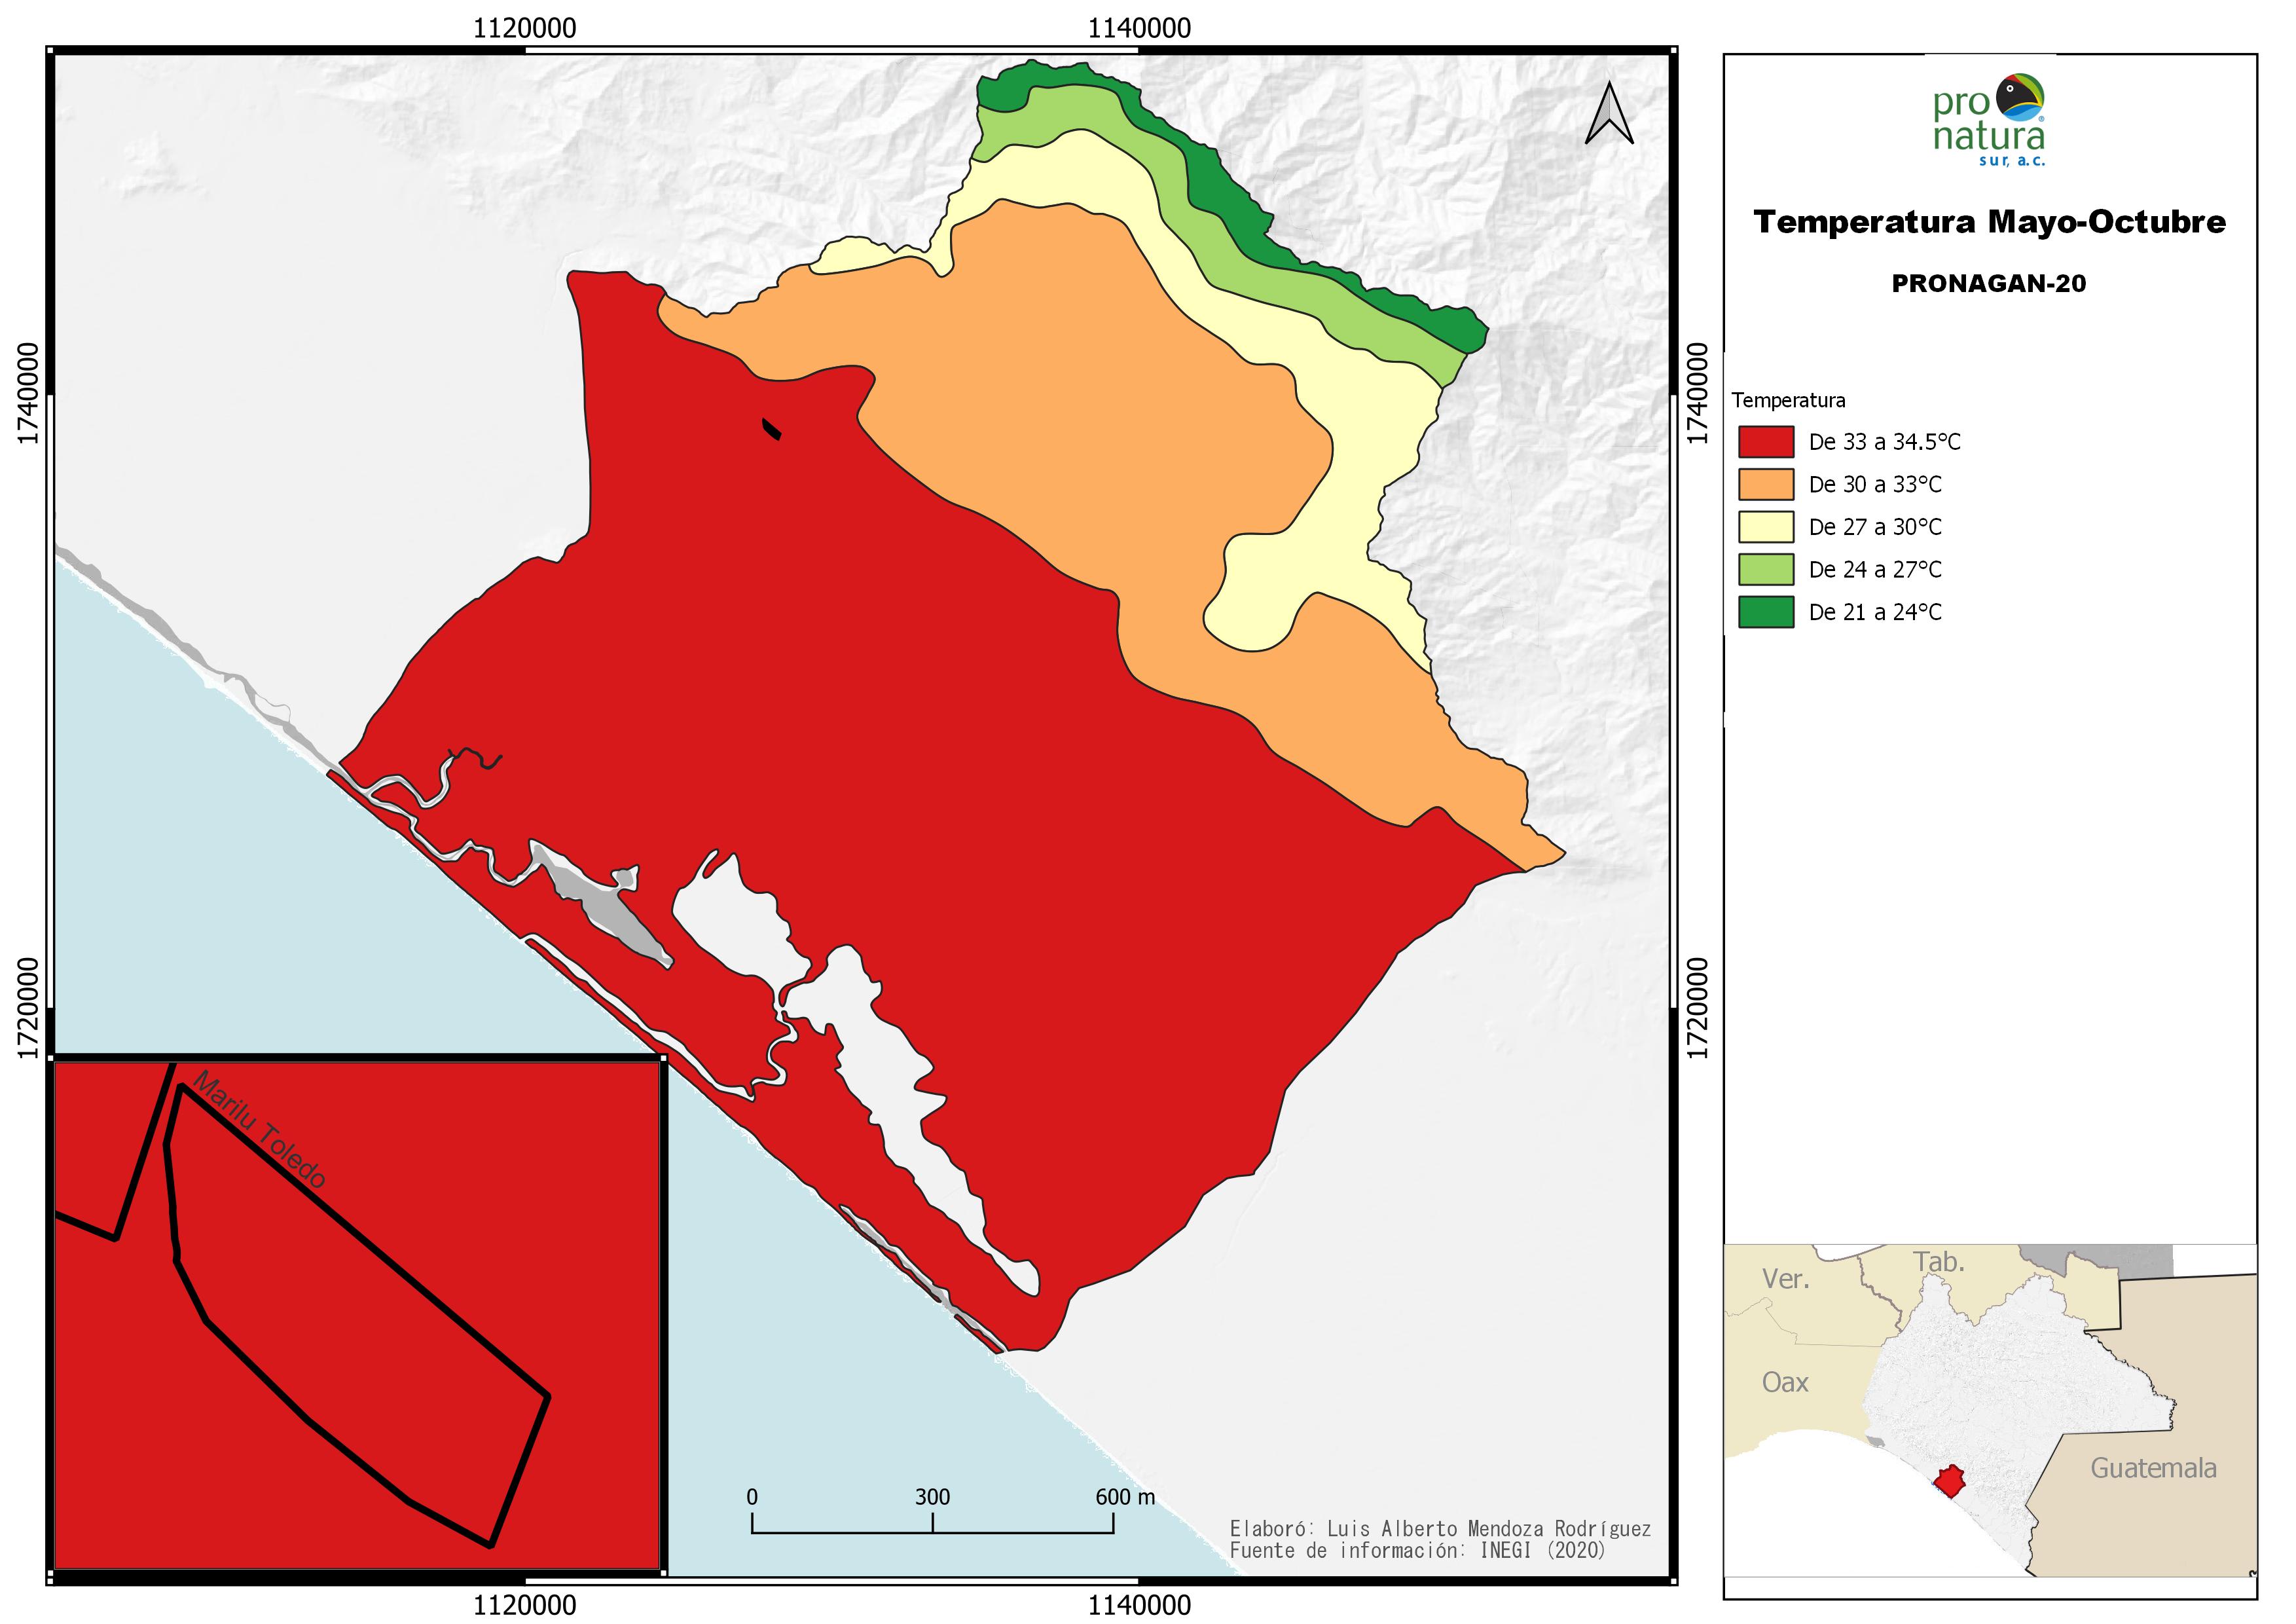 1120000
1140000
1740000
1740000
1720000
1720000
Marilu Toledo
0
300
600 m
Elaboró: Luis Alberto Mendoza Rodríguez
Fuente de información: INEGI (2020)
1120000
1140000
pro
natura
sur, a.c.
Temperatura Mayo-Octubre
PRONAGAN-20
Temperatura
De 33 a 34.5°C
De 30 a 33°C
De 27 a 30°C
De 24 a 27°C
De 21 a 24°C
Ver.
Tab.
Oax
Guatemala